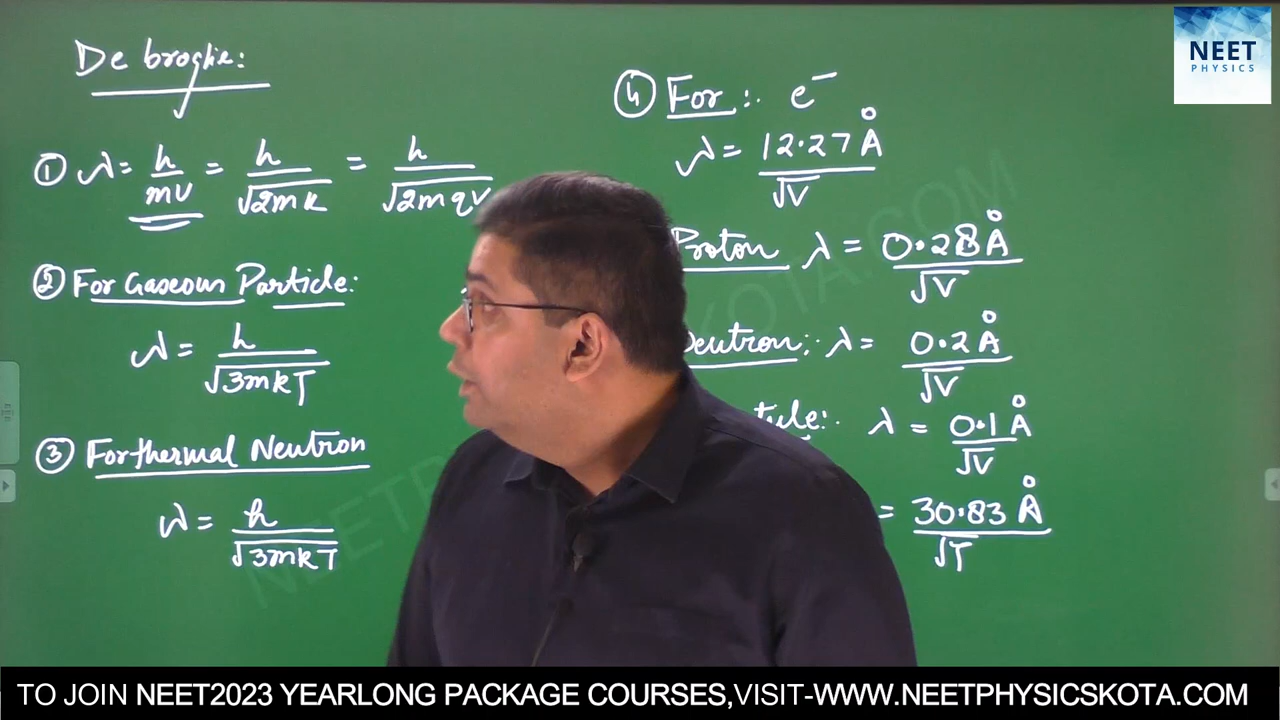 De broglie:
① λ = h/mv = h/√2mk = h/√2mqV
② For Gaseous Particle:
λ = h/√3mkT
③ For thermal Neutron
λ = h/√3mkT
④ For :- e⁻
λ = 12.27 Å/√V
Proton λ = 0.28 Å/√V
Deutron :- λ = 0.2 Å/√V
λ = 0.1 Å/√V
= 30.83 Å/√T
NEET
PHYSICS
TO JOIN NEET2023 YEARLONG PACKAGE COURSES,VISIT-WWW.NEETPHYSICSKOTA.COM